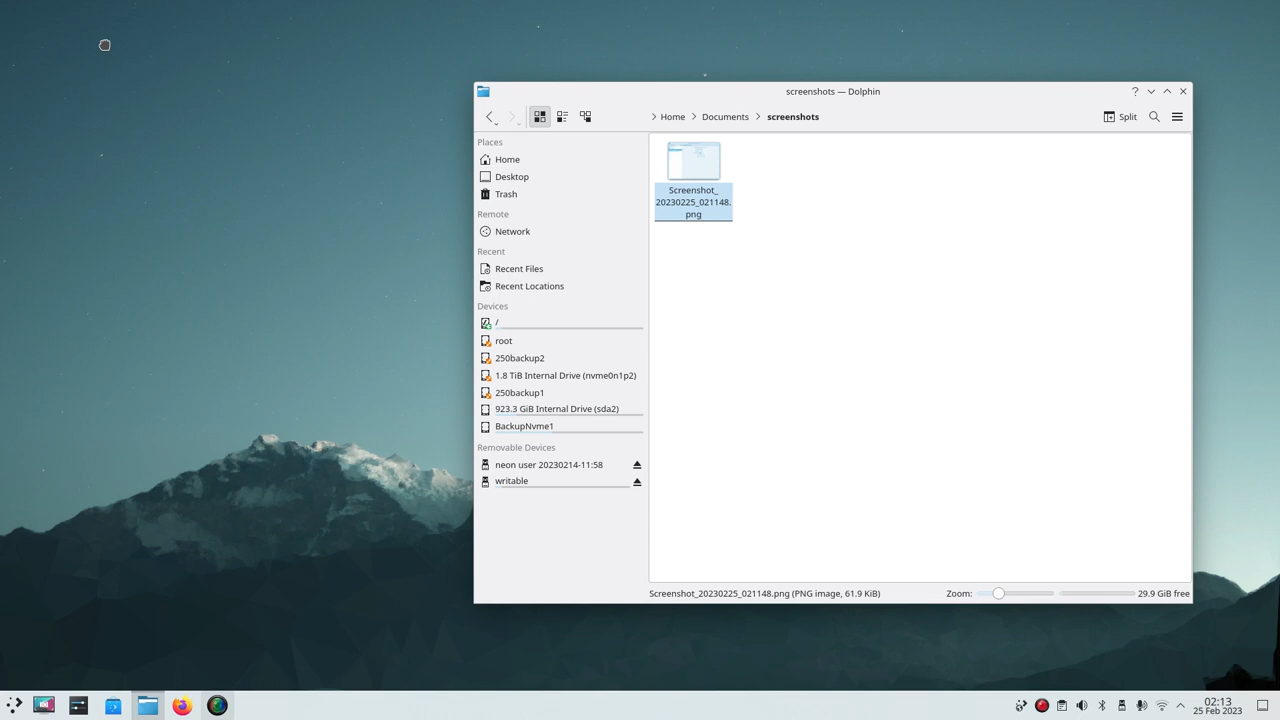 screenshots — Dolphin
Home
Documents
screenshots
Split
Places
Home
Desktop
Trash
Remote
Network
Recent
Recent Files
Recent Locations
Devices
/
root
250backup2
1.8 TiB Internal Drive (nvme0n1p2)
250backup1
923.3 GiB Internal Drive (sda2)
BackupNvme1
Removable Devices
neon user 20230214-11:58
writable
Screenshot_
20230225_021148.
png
Screenshot_20230225_021148.png (PNG image, 61.9 KiB)
Zoom:
29.9 GiB free
02:13
25 Feb 2023